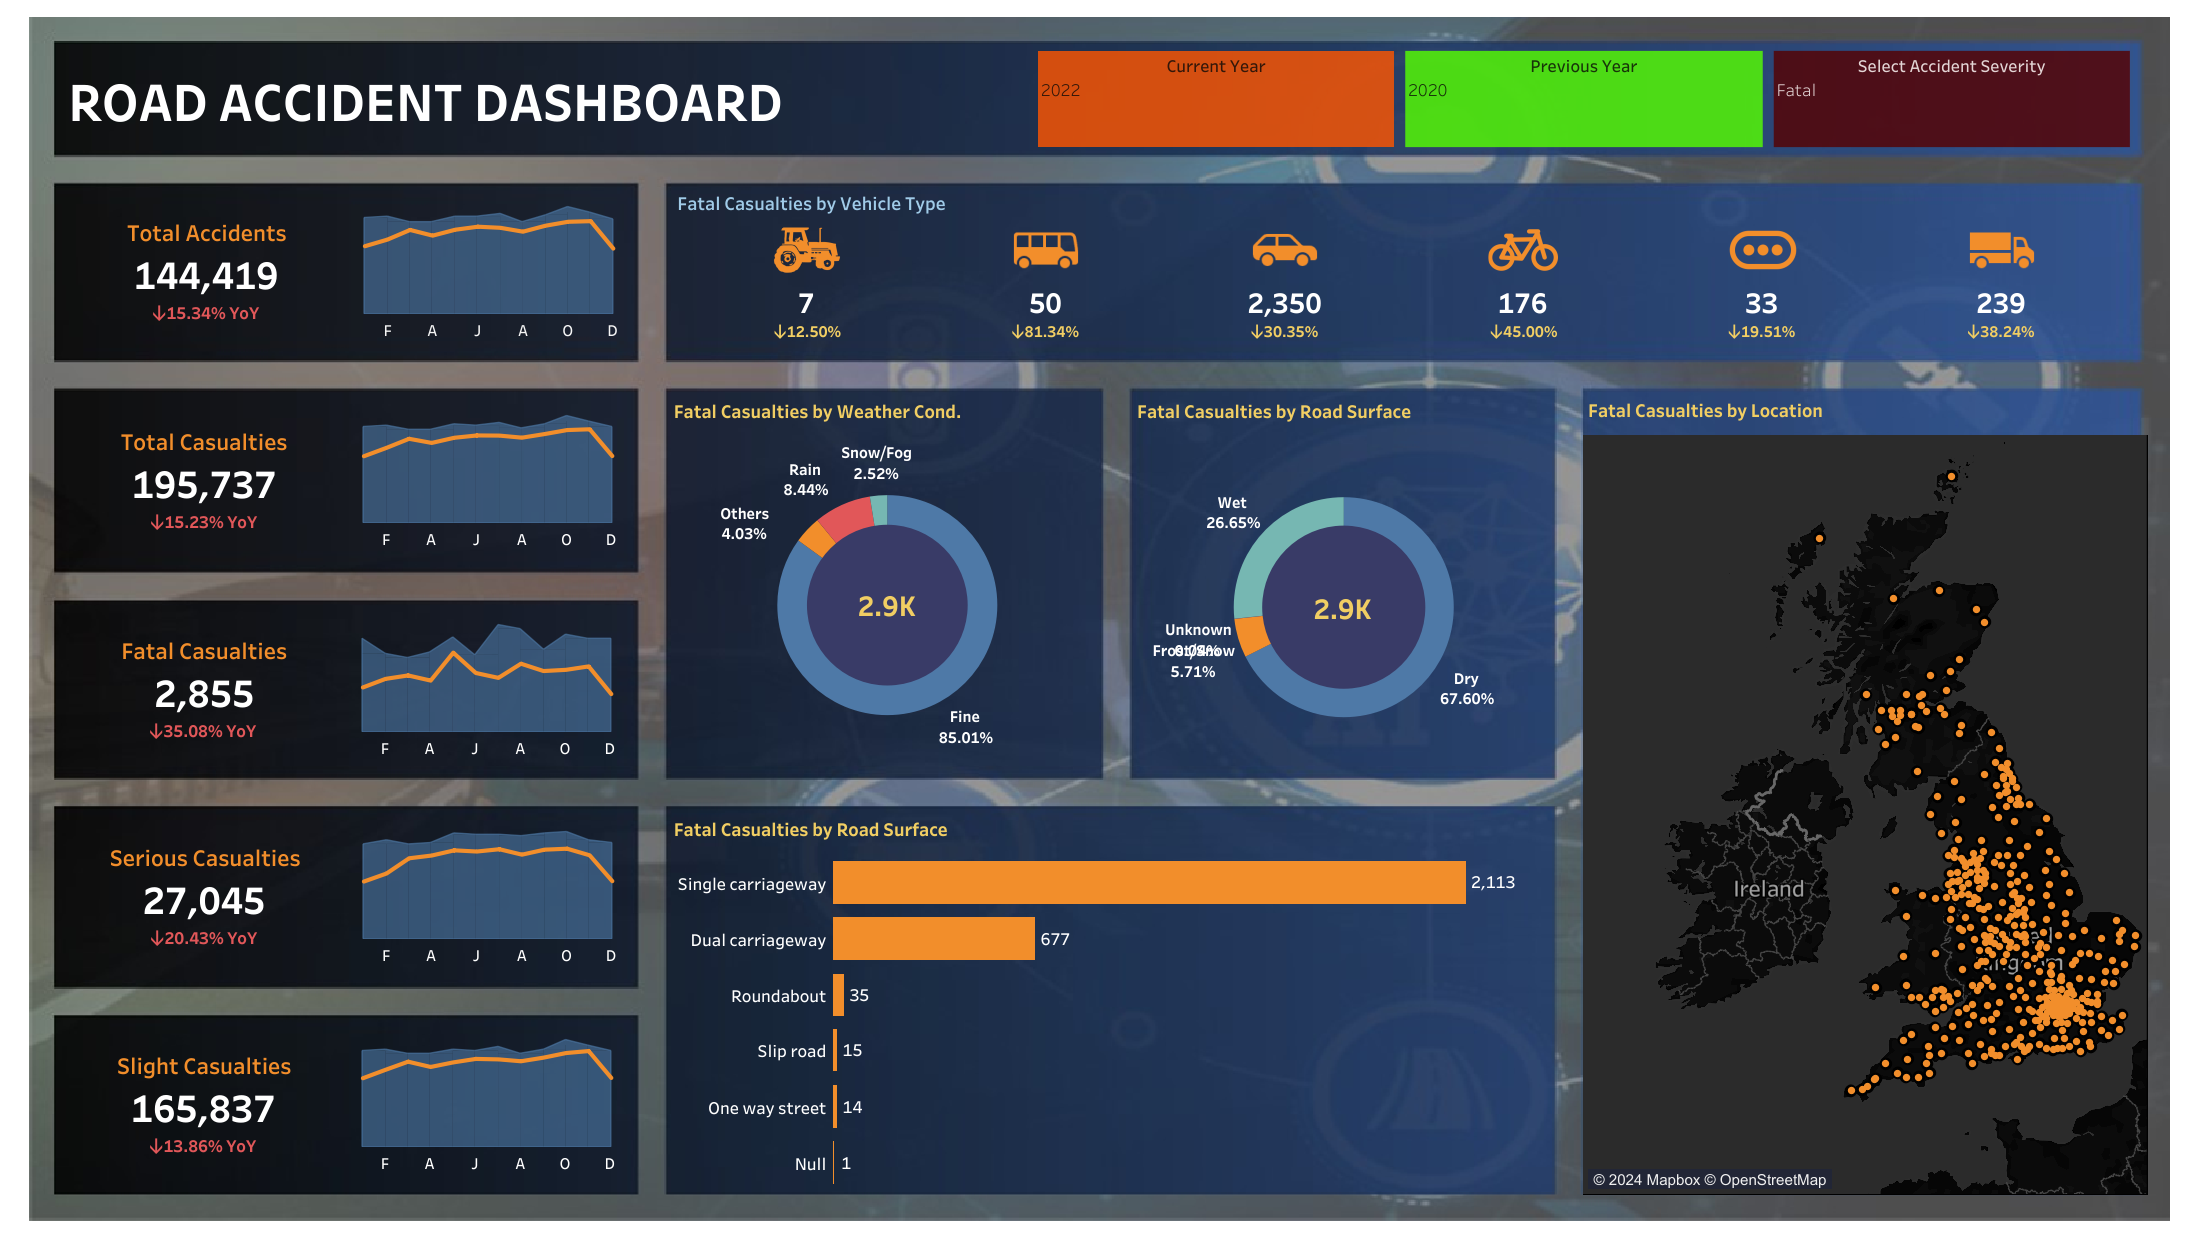 ROAD ACCIDENT DASHBOARD
Current Year
2022
Previous Year
2020
Select Accident Severity
Fatal
Total Accidents
144,419
↓15.34% YoY
F A J A O D
Total Casualties
195,737
↓15.23% YoY
F A J A O D
Fatal Casualties
2,855
↓35.08% YoY
F A J A O D
Serious Casualties
27,045
↓20.43% YoY
F A J A O D
Slight Casualties
165,837
↓13.86% YoY
F A J A O D
Fatal Casualties by Vehicle Type
7 50 2,350 176 33 239
↓12.50% ↓81.34% ↓30.35% ↓45.00% ↓19.51% ↓38.24%
Fatal Casualties by Weather Cond.
Snow/Fog
2.52%
Rain
8.44%
Others
4.03%
2.9K
Fine
85.01%
Fatal Casualties by Road Surface
Wet
26.65%
2.9K
Unknown
Frost/Snow
5.71%
Dry
67.60%
Fatal Casualties by Road Surface
Single carriageway 2,113
Dual carriageway 677
Roundabout 35
Slip road 15
One way street 14
Null 1
Fatal Casualties by Location
Ireland
© 2024 Mapbox © OpenStreetMap